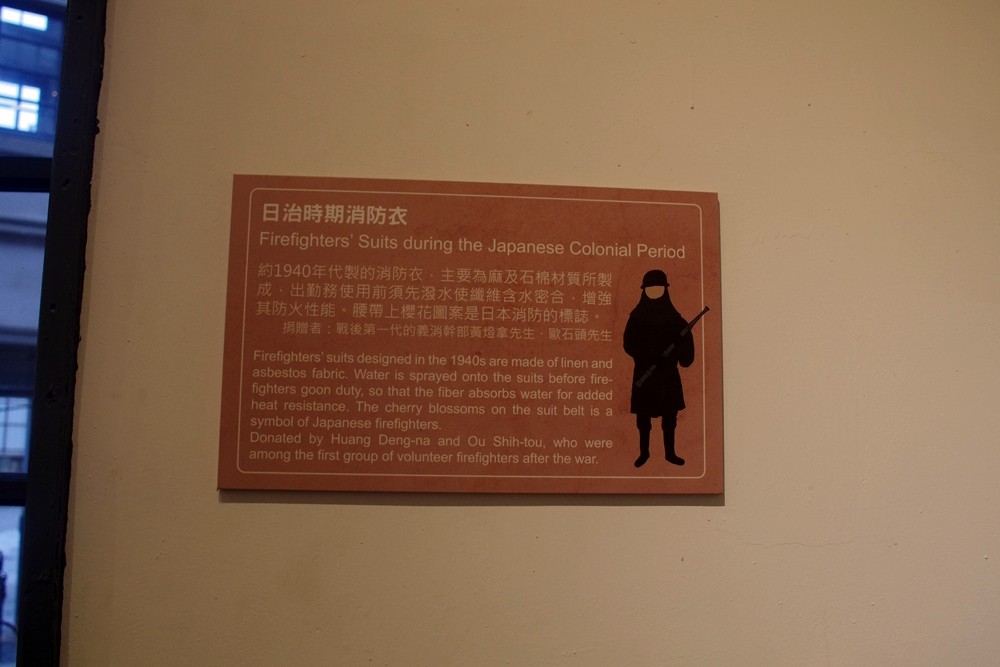 日治時期消防衣
Firefighters' Suits during the Japanese Colonial Period
約1940年代製的消防衣，主要為麻及石棉材質所製
成，出勤務使用前須先潑水使纖維含水密合，增強
其防火性能。腰帶上櫻花圖案是日本消防的標誌。
捐贈者：戰後第一代的義消幹部黃燈拿先生、歐石頭先生
Firefighters' suits designed in the 1940s are made of linen and
asbestos fabric. Water is sprayed onto the suits before fire-
fighters goon duty, so that the fiber absorbs water for added
heat resistance. The cherry blossoms on the suit belt is a
symbol of Japanese firefighters.
Donated by Huang Deng-na and Ou Shih-tou, who were
among the first group of volunteer firefighters after the war.